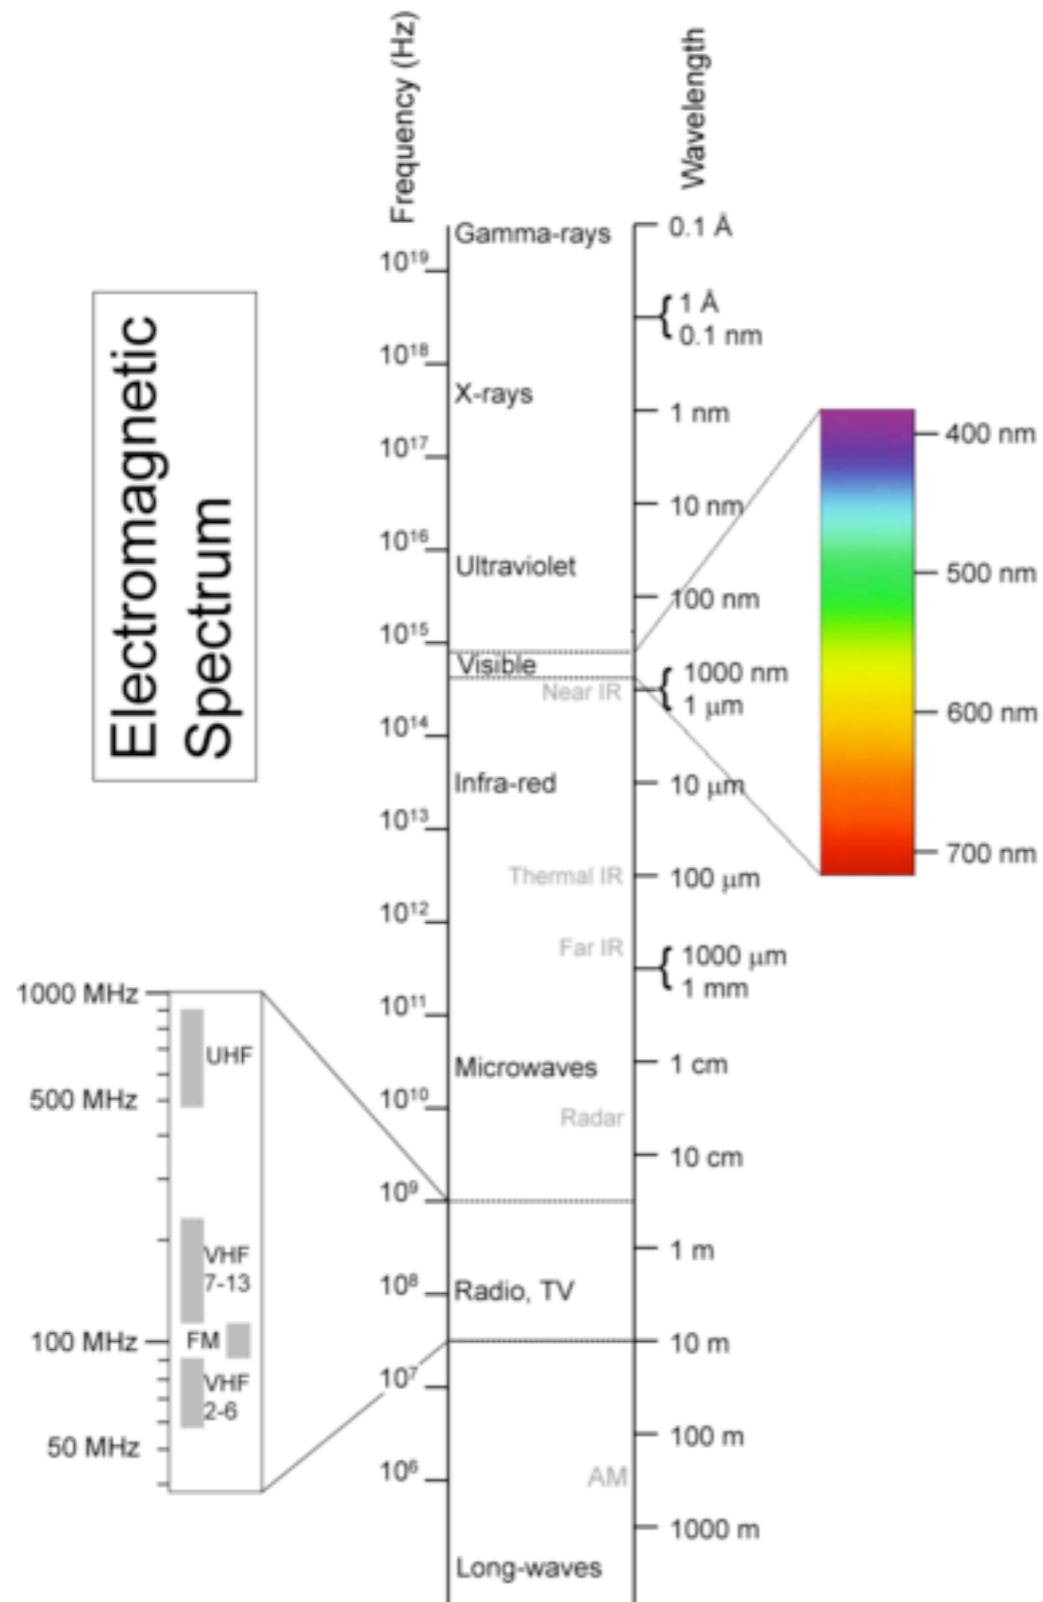 Electromagnetic
Spectrum
Frequency (Hz)
Wavelength
10¹⁹
10¹⁸
10¹⁷
10¹⁶
10¹⁵
10¹⁴
10¹³
10¹²
10¹¹
10¹⁰
10⁹
10⁸
10⁷
10⁶
Gamma-rays
X-rays
Ultraviolet
Visible
Near IR
Infra-red
Thermal IR
Far IR
Microwaves
Radar
Radio, TV
AM
Long-waves
0.1 Å
1 Å
0.1 nm
1 nm
10 nm
100 nm
1000 nm
1 µm
10 µm
100 µm
1000 µm
1 mm
1 cm
10 cm
1 m
10 m
100 m
1000 m
400 nm
500 nm
600 nm
700 nm
1000 MHz
UHF
500 MHz
VHF
7-13
100 MHz
FM
VHF
2-6
50 MHz